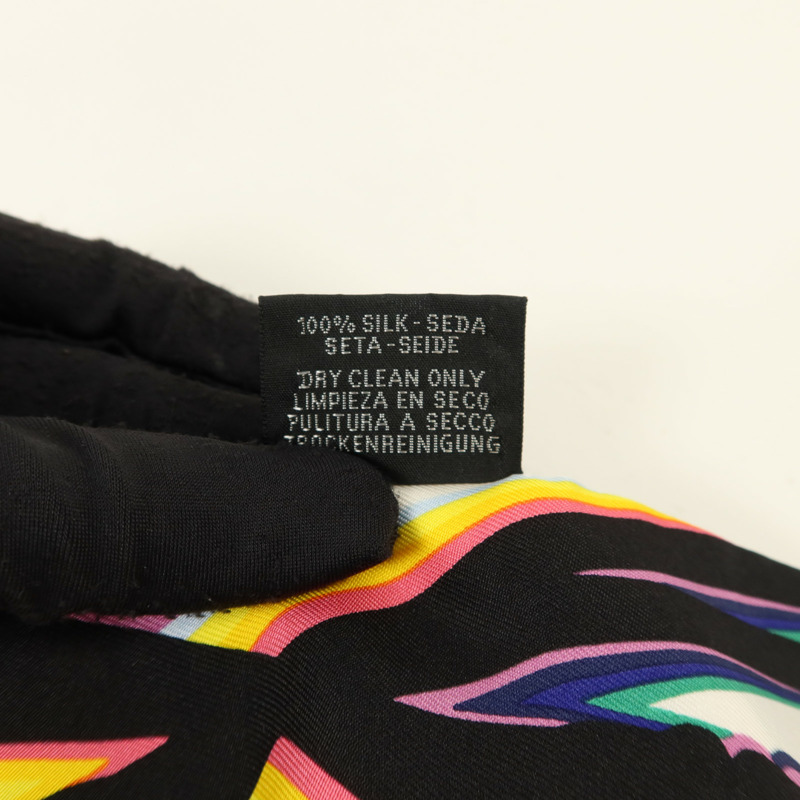 100% SILK - SEDA
SETA - SEIDE
DRY CLEAN ONLY
LIMPIEZA EN SECO
PULITURA A SECCO
TROCKENREINIGUNG